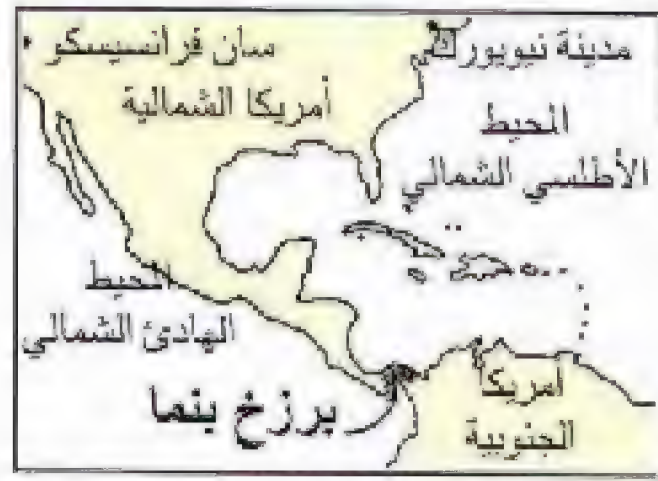 سان فرانسيسكو
مدينة نيويورك
أمريكا الشمالية
المحيط
الأطلسي الشمالي
المحيط
الهادئ الشمالي
برزخ بنما
أمريكا
الجنوبية